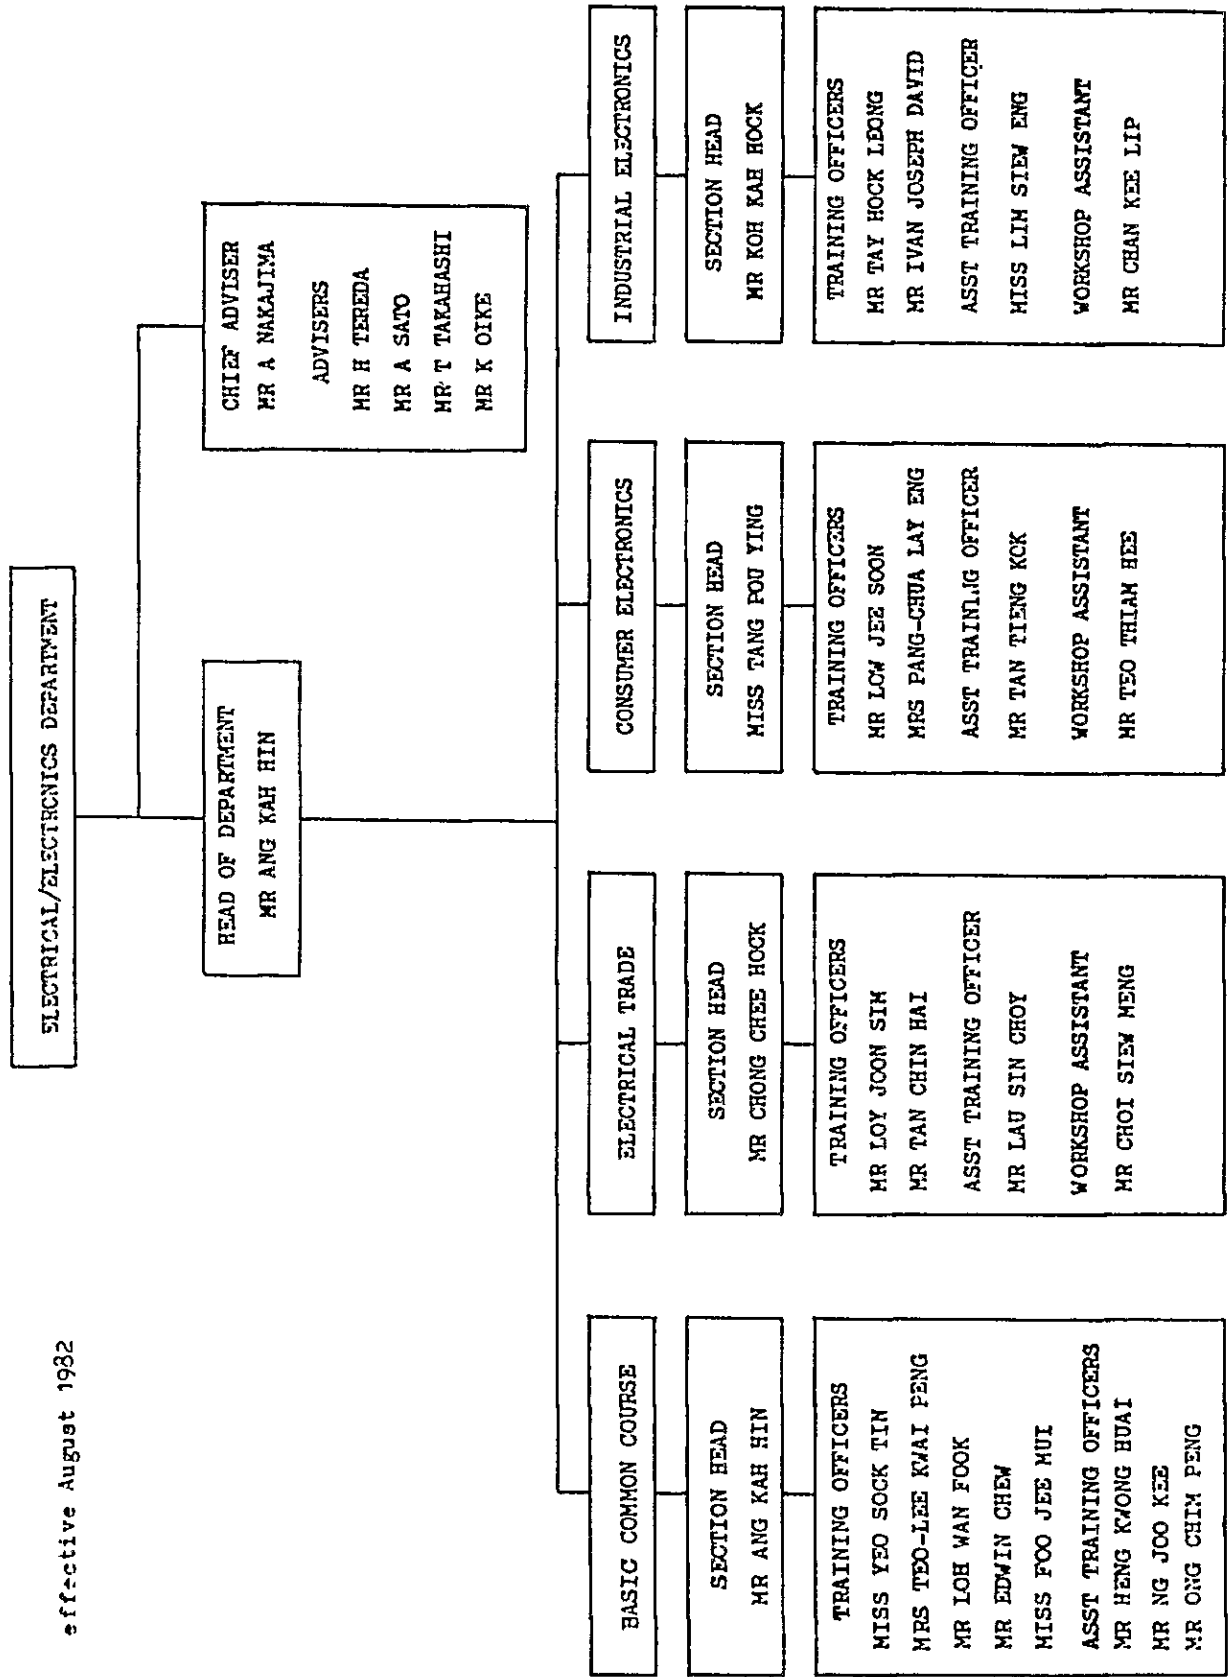 effective August 1982
ELECTRICAL/ELECTRONICS DEPARTMENT
HEAD OF DEPARTMENT
MR ANG KAH HIN
CHIEF ADVISER
MR A NAKAJIMA
ADVISERS
MR H TEREDA
MR A SATO
MR T TAKAHASHI
MR K OIKE
BASIC COMMON COURSE
SECTION HEAD
MR ANG KAH HIN
TRAINING OFFICERS
MISS YEO SOCK TIN
MRS TEO-LEE KWAI PENG
MR LOH WAN FOOK
MR EDWIN CHEW
MISS FOO JEE MUI
ASST TRAINING OFFICERS
MR HENG KWONG HUAI
MR NG JOO KEE
MR ONG CHIM PENG
ELECTRICAL TRADE
SECTION HEAD
MR CHONG CHEE HOCK
TRAINING OFFICERS
MR LOY JOON SIM
MR TAN CHIN HAI
ASST TRAINING OFFICER
MR LAU SIN CHOY
WORKSHOP ASSISTANT
MR CHOI SIEW MENG
CONSUMER ELECTRONICS
SECTION HEAD
MISS TANG POU YING
TRAINING OFFICERS
MR LOW JEE SOON
MRS PANG-CHUA LAY ENG
ASST TRAINING OFFICER
MR TAN TIENG KOK
WORKSHOP ASSISTANT
MR TEO THIAM HEE
INDUSTRIAL ELECTRONICS
SECTION HEAD
MR KOH KAH HOCK
TRAINING OFFICERS
MR TAY HOCK LEONG
MR IVAN JOSEPH DAVID
ASST TRAINING OFFICER
MISS LIM SIEW ENG
WORKSHOP ASSISTANT
MR CHAN KEE LIP